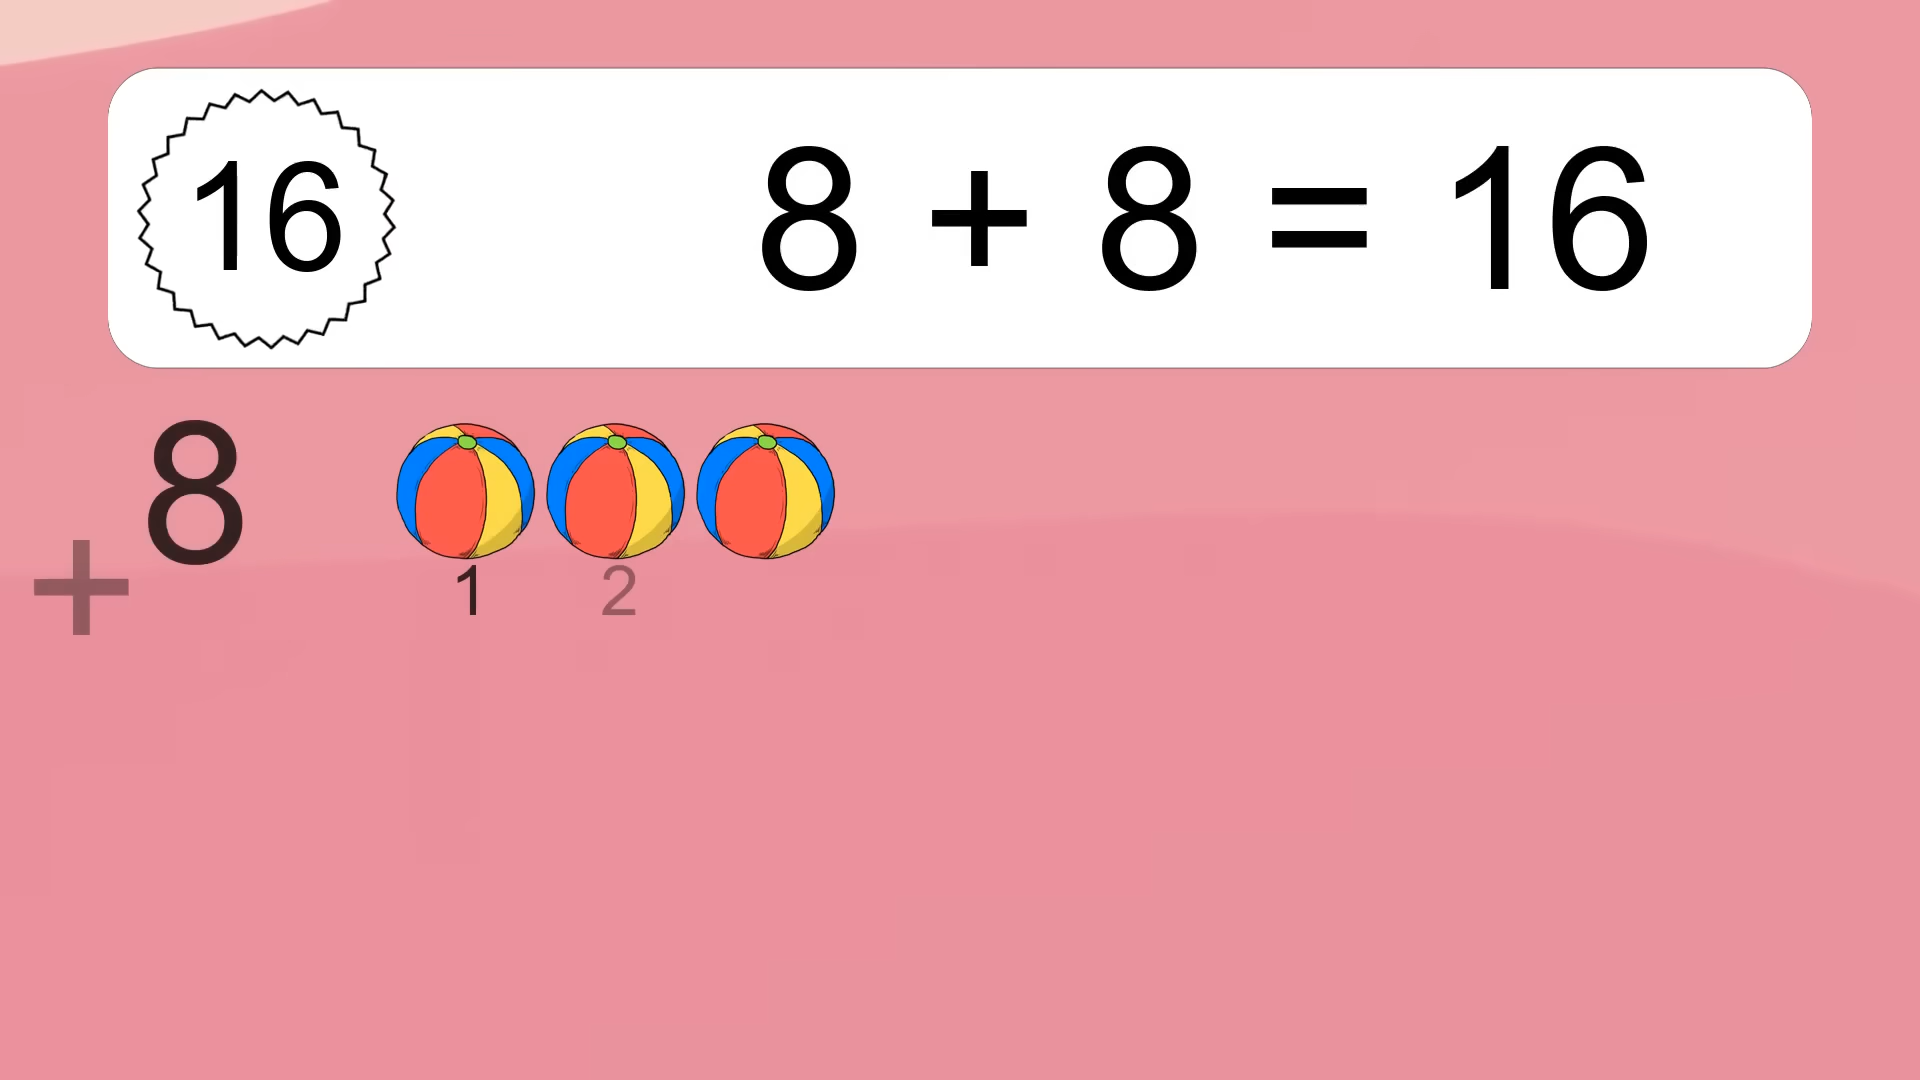 16
8 + 8 = 16
8
+
1 2